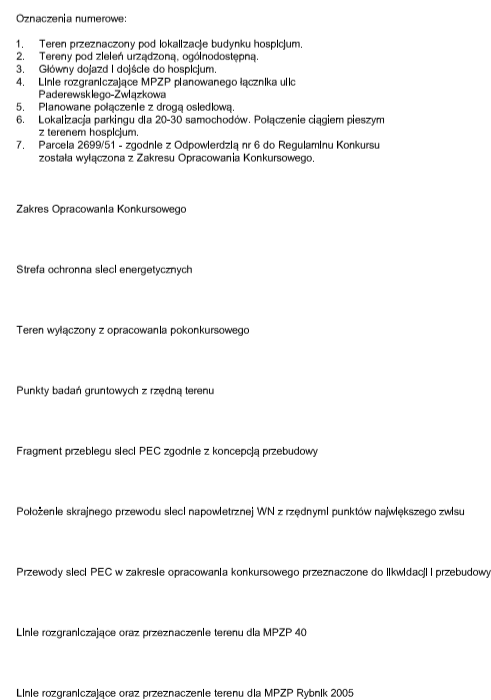 Oznaczenia numerowe:
1. Teren przeznaczony pod lokalizację budynku hospicjum.
2. Tereny pod zieleń urządzoną, ogólnodostępną.
3. Główny dojazd i dojście do hospicjum.
4. Linie rozgraniczające MPZP planowanego łącznika ulic
Paderewskiego-Związkowa
5. Planowane połączenie z drogą osiedlową.
6. Lokalizacja parkingu dla 20-30 samochodów. Połączenie ciągiem pieszym
z terenem hospicjum.
7. Parcela 2699/51 - zgodnie z Odpowiedzią nr 6 do Regulaminu Konkursu
została wyłączona z Zakresu Opracowania Konkursowego.
Zakres Opracowania Konkursowego
Strefa ochronna sieci energetycznych
Teren wyłączony z opracowania pokonkursowego
Punkty badań gruntowych z rzędną terenu
Fragment przebiegu sieci PEC zgodnie z koncepcją przebudowy
Położenie skrajnego przewodu sieci napowietrznej WN z rzędnymi punktów największego zwisu
Przewody sieci PEC w zakresie opracowania konkursowego przeznaczone do likwidacji i przebudowy
Linie rozgraniczające oraz przeznaczenie terenu dla MPZP 40
Linie rozgraniczające oraz przeznaczenie terenu dla MPZP Rybnik 2005